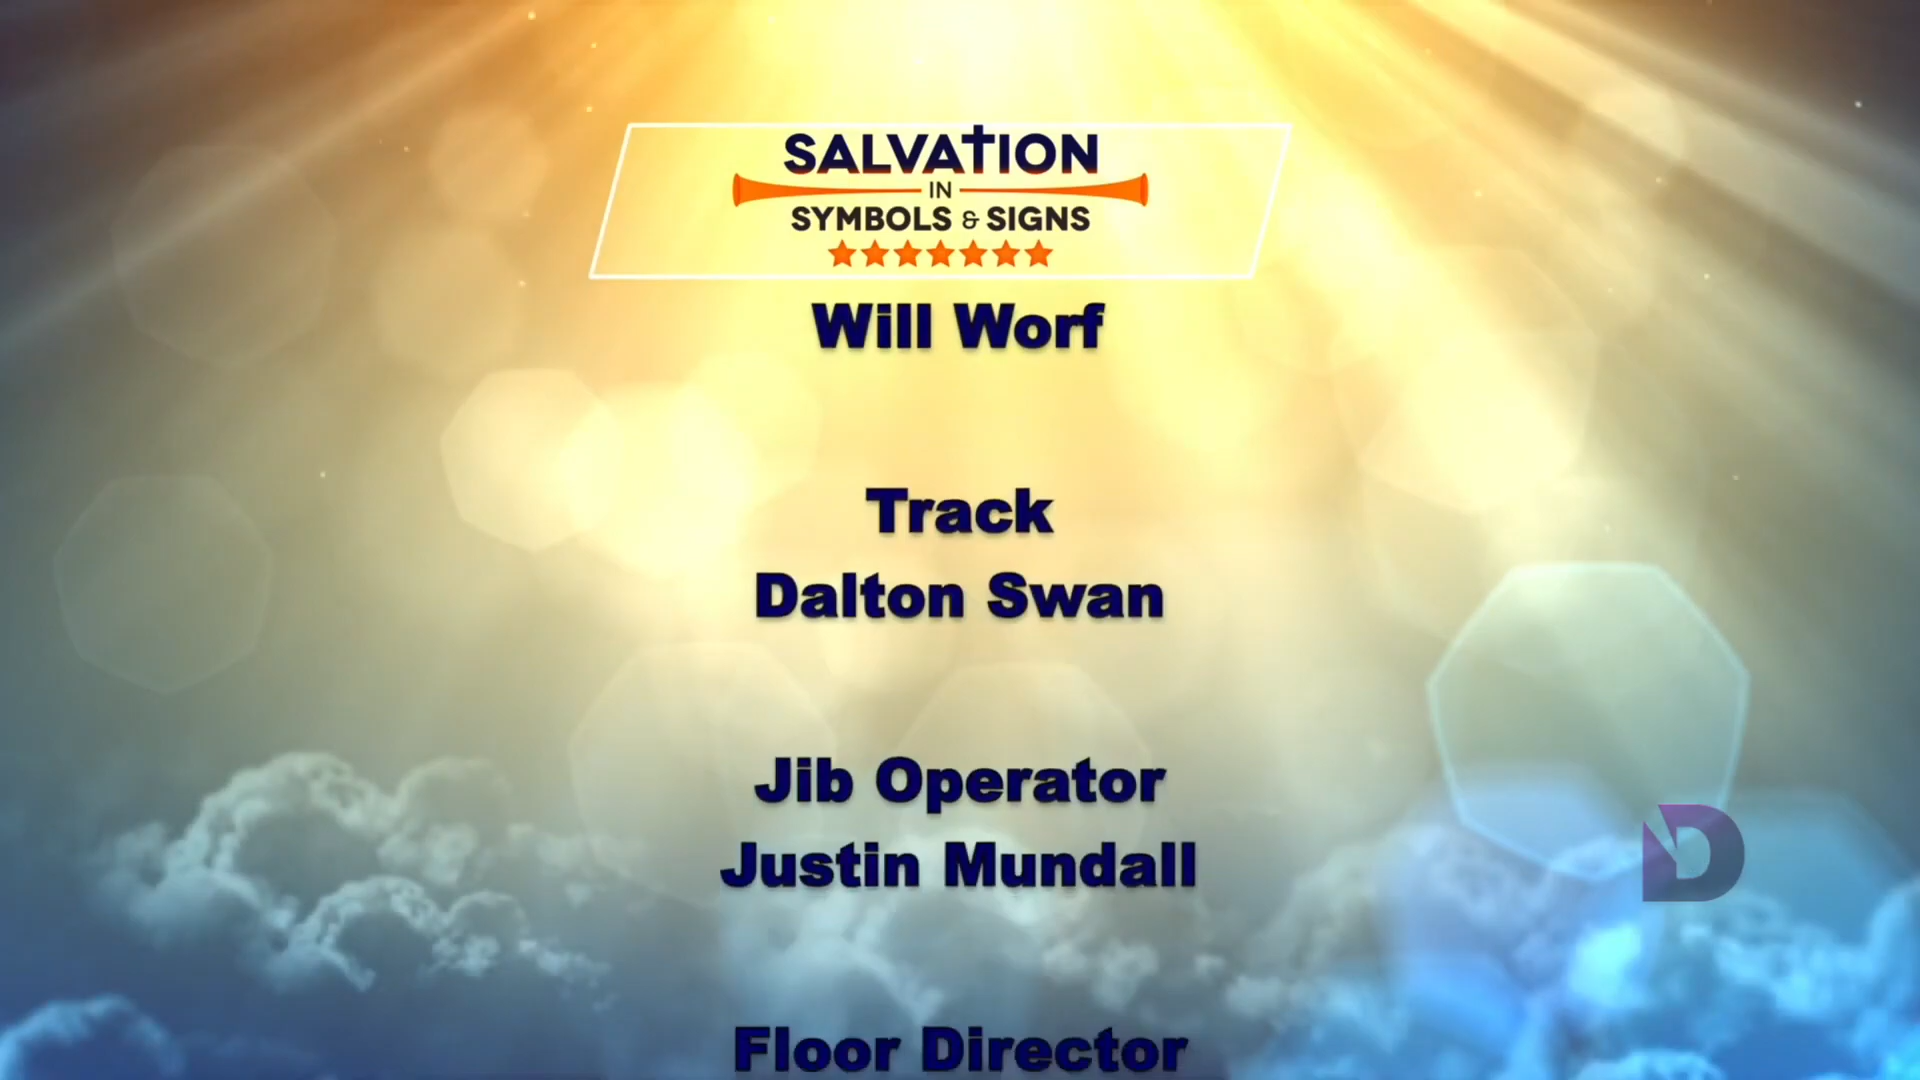 SALVATION
IN
SYMBOLS & SIGNS
Will Worf
Track
Dalton Swan
Jib Operator
Justin Mundall
D
Floor Director